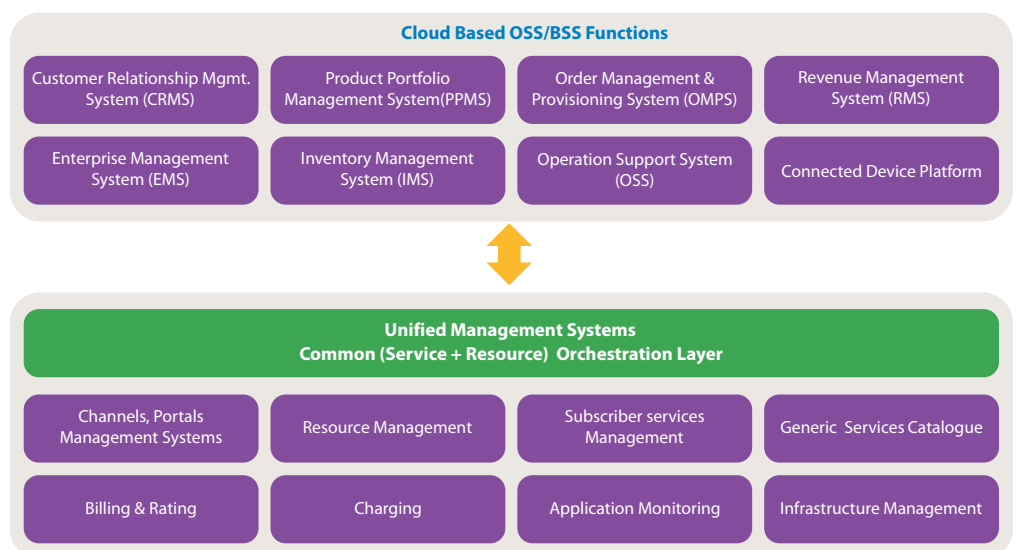 Cloud Based OSS/BSS Functions
Customer Relationship Mgmt.
System (CRMS)
Product Portfolio
Management System(PPMS)
Order Management &
Provisioning System (OMPS)
Revenue Management
System (RMS)
Enterprise Management
System (EMS)
Inventory Management
System (IMS)
Operation Support System
(OSS)
Connected Device Platform
Unified Management Systems
Common (Service + Resource)  Orchestration Layer
Channels, Portals
Management Systems
Resource Management
Subscriber services
Management
Generic  Services Catalogue
Billing & Rating
Charging
Application Monitoring
Infrastructure Management